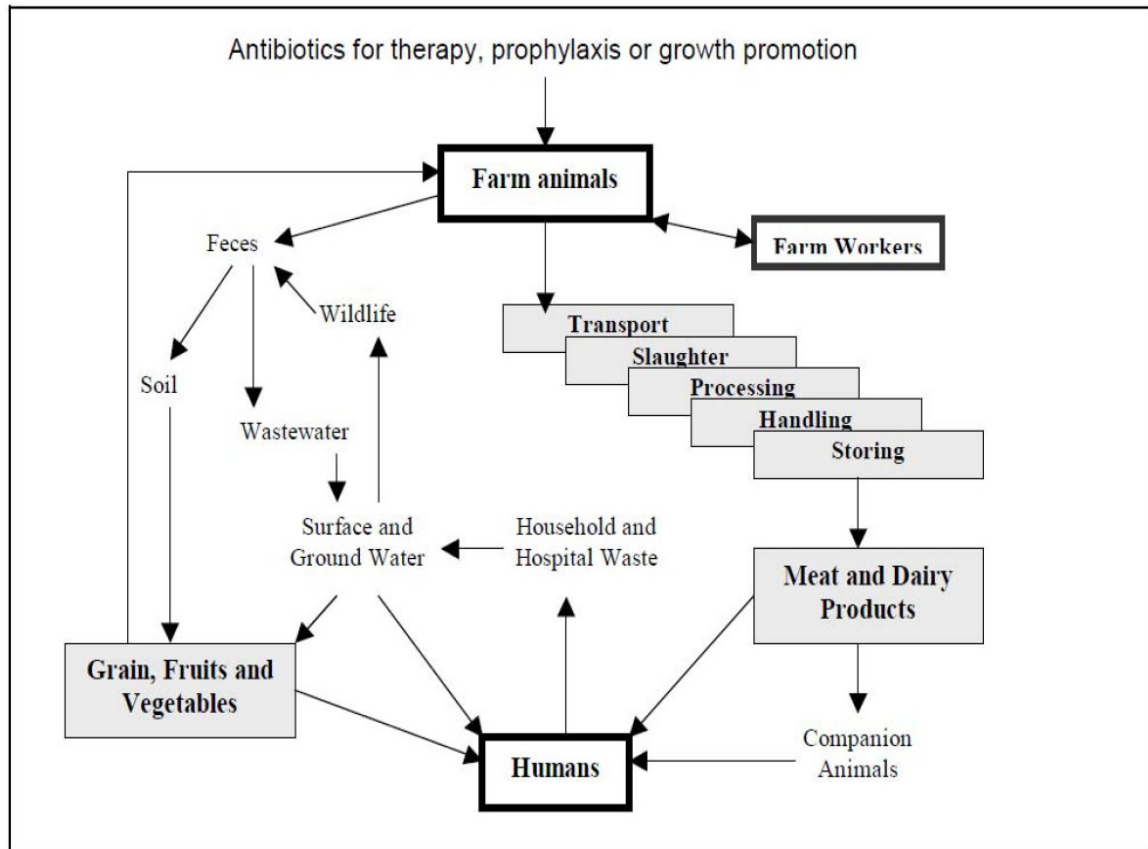 Antibiotics for therapy, prophylaxis or growth promotion
Farm animals
Farm Workers
Feces
Wildlife
Transport
Slaughter
Processing
Handling
Storing
Soil
Wastewater
Surface and
Ground Water
Household and
Hospital Waste
Meat and Dairy
Products
Grain, Fruits and
Vegetables
Humans
Companion
Animals